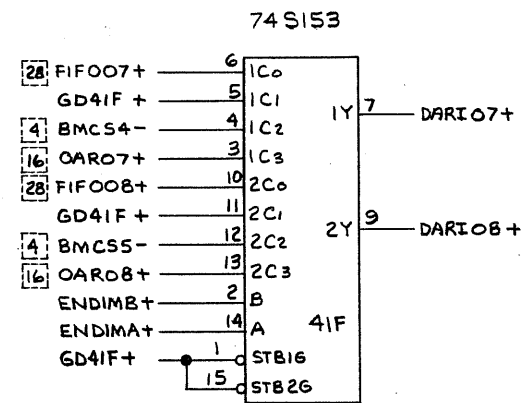 74S153
28 FIFO07+ 6 1C0
GD41F+ 5 1C1
1Y 7 DARIO7+
4 BMCS4- 4 1C2
16 OAR07+ 3 1C3
28 FIFO08+ 10 2C0
GD41F+ 11 2C1
2Y 9 DARIO8+
4 BMCS5- 12 2C2
16 OAR08+ 13 2C3
ENDIMB+ 2 B
ENDIMA+ 14 A 41F
GD41F+ 1 STB1G
15 STB2G